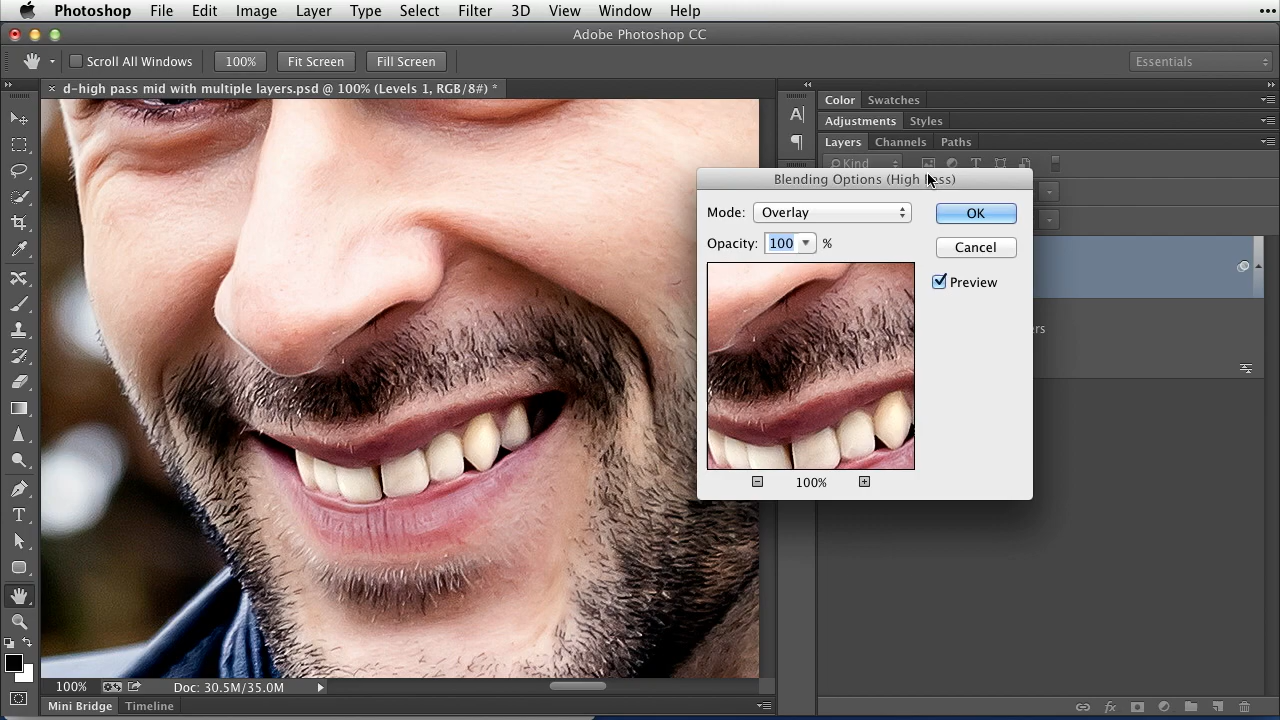 Photoshop File Edit Image Layer Type Select Filter 3D View Window Help
Adobe Photoshop CC
Scroll All Windows 100% Fit Screen Fill Screen Essentials
× d-high pass mid with multiple layers.psd @ 100% (Levels 1, RGB/8#) *
Color Swatches
Adjustments Styles
Layers Channels Paths
Kind
Blending Options (High Pass)
Mode: Overlay OK
Opacity: 100 % Cancel
Preview
100%
ers
100% Doc: 30.5M/35.0M
Mini Bridge Timeline